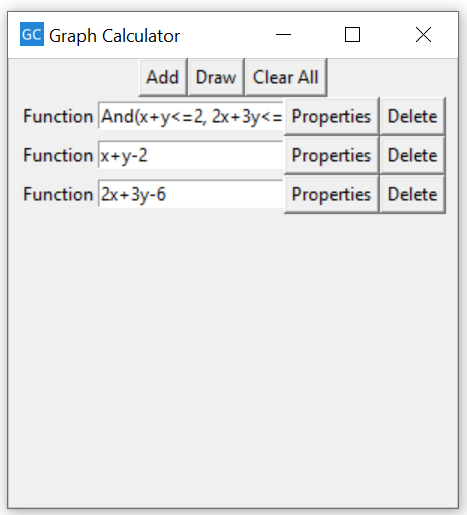 GC Graph Calculator
Add Draw Clear All
Function And(x+y<=2, 2x+3y<= Properties Delete
Function x+y-2 Properties Delete
Function 2x+3y-6 Properties Delete